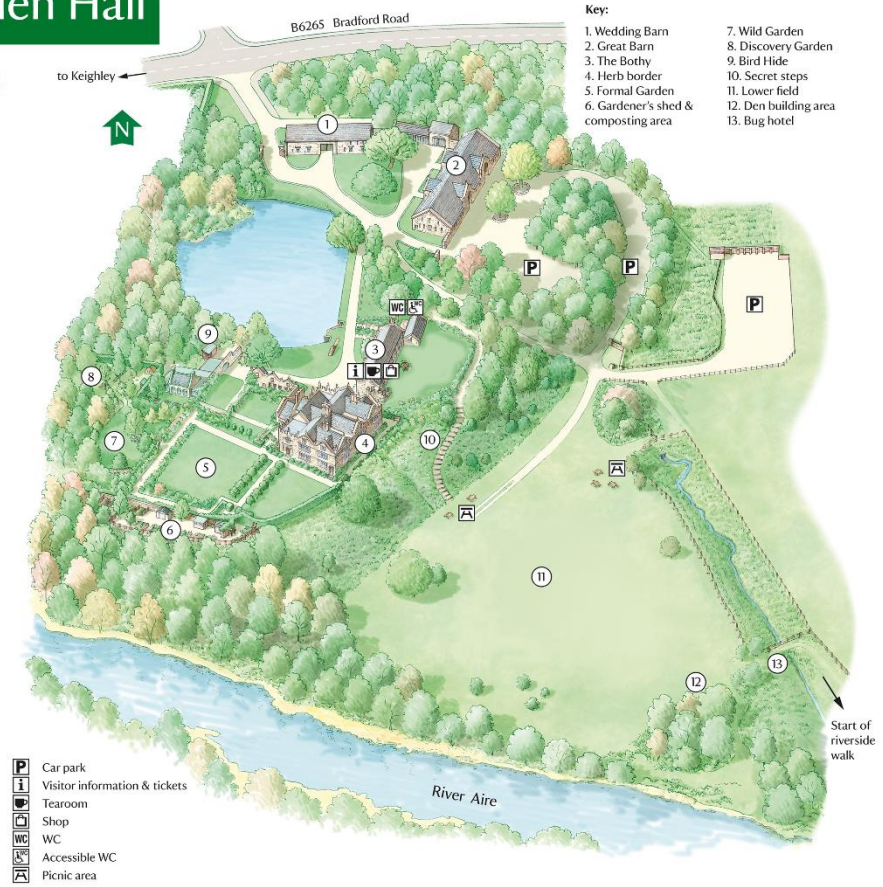 B6265 Bradford Road
to Keighley
N
Key:
1. Wedding Barn
2. Great Barn
3. The Bothy
4. Herb border
5. Formal Garden
6. Gardener's shed &
composting area
7. Wild Garden
8. Discovery Garden
9. Bird Hide
10. Secret steps
11. Lower field
12. Den building area
13. Bug hotel
1
2
P
P
P
WC
WC
9
3
i
8
4
10
7
5
6
11
12
13
Start of
riverside
walk
River Aire
P Car park
i Visitor information & tickets
Tearoom
Shop
WC WC
WC Accessible WC
Picnic area